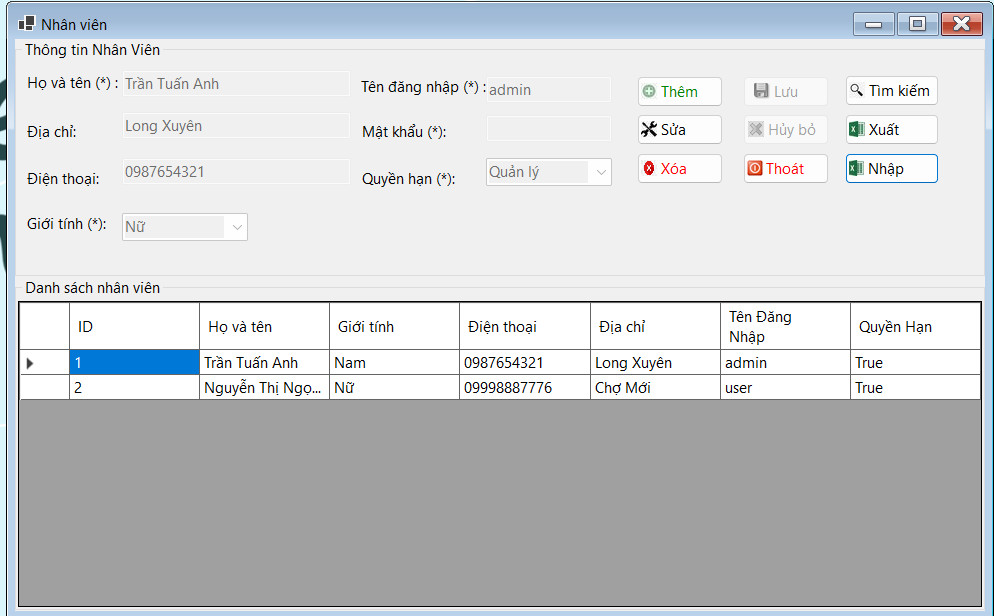 Nhân viên
Thông tin Nhân Viên
Họ và tên (*) : Trần Tuấn Anh
Tên đăng nhập (*) : admin
Thêm
Lưu
Tìm kiếm
Địa chỉ: Long Xuyên
Mật khẩu (*):
Sửa
Hủy bỏ
Xuất
Điện thoại: 0987654321
Quyền hạn (*): Quản lý
Xóa
Thoát
Nhập
Giới tính (*): Nữ
Danh sách nhân viên
ID Họ và tên Giới tính Điện thoại Địa chỉ Tên Đăng Nhập Quyền Hạn
1 Trần Tuấn Anh Nam 0987654321 Long Xuyên admin True
2 Nguyễn Thị Ngọ... Nữ 09998887776 Chợ Mới user True